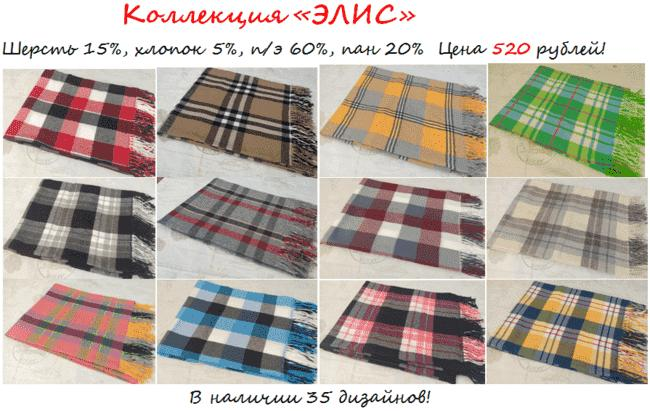 Коллекция «ЭЛИС»
Шерсть 15%, хлопок 5%, п/э 60%, пан 20% Цена 520 рублей!
В наличии 35 дизайнов!